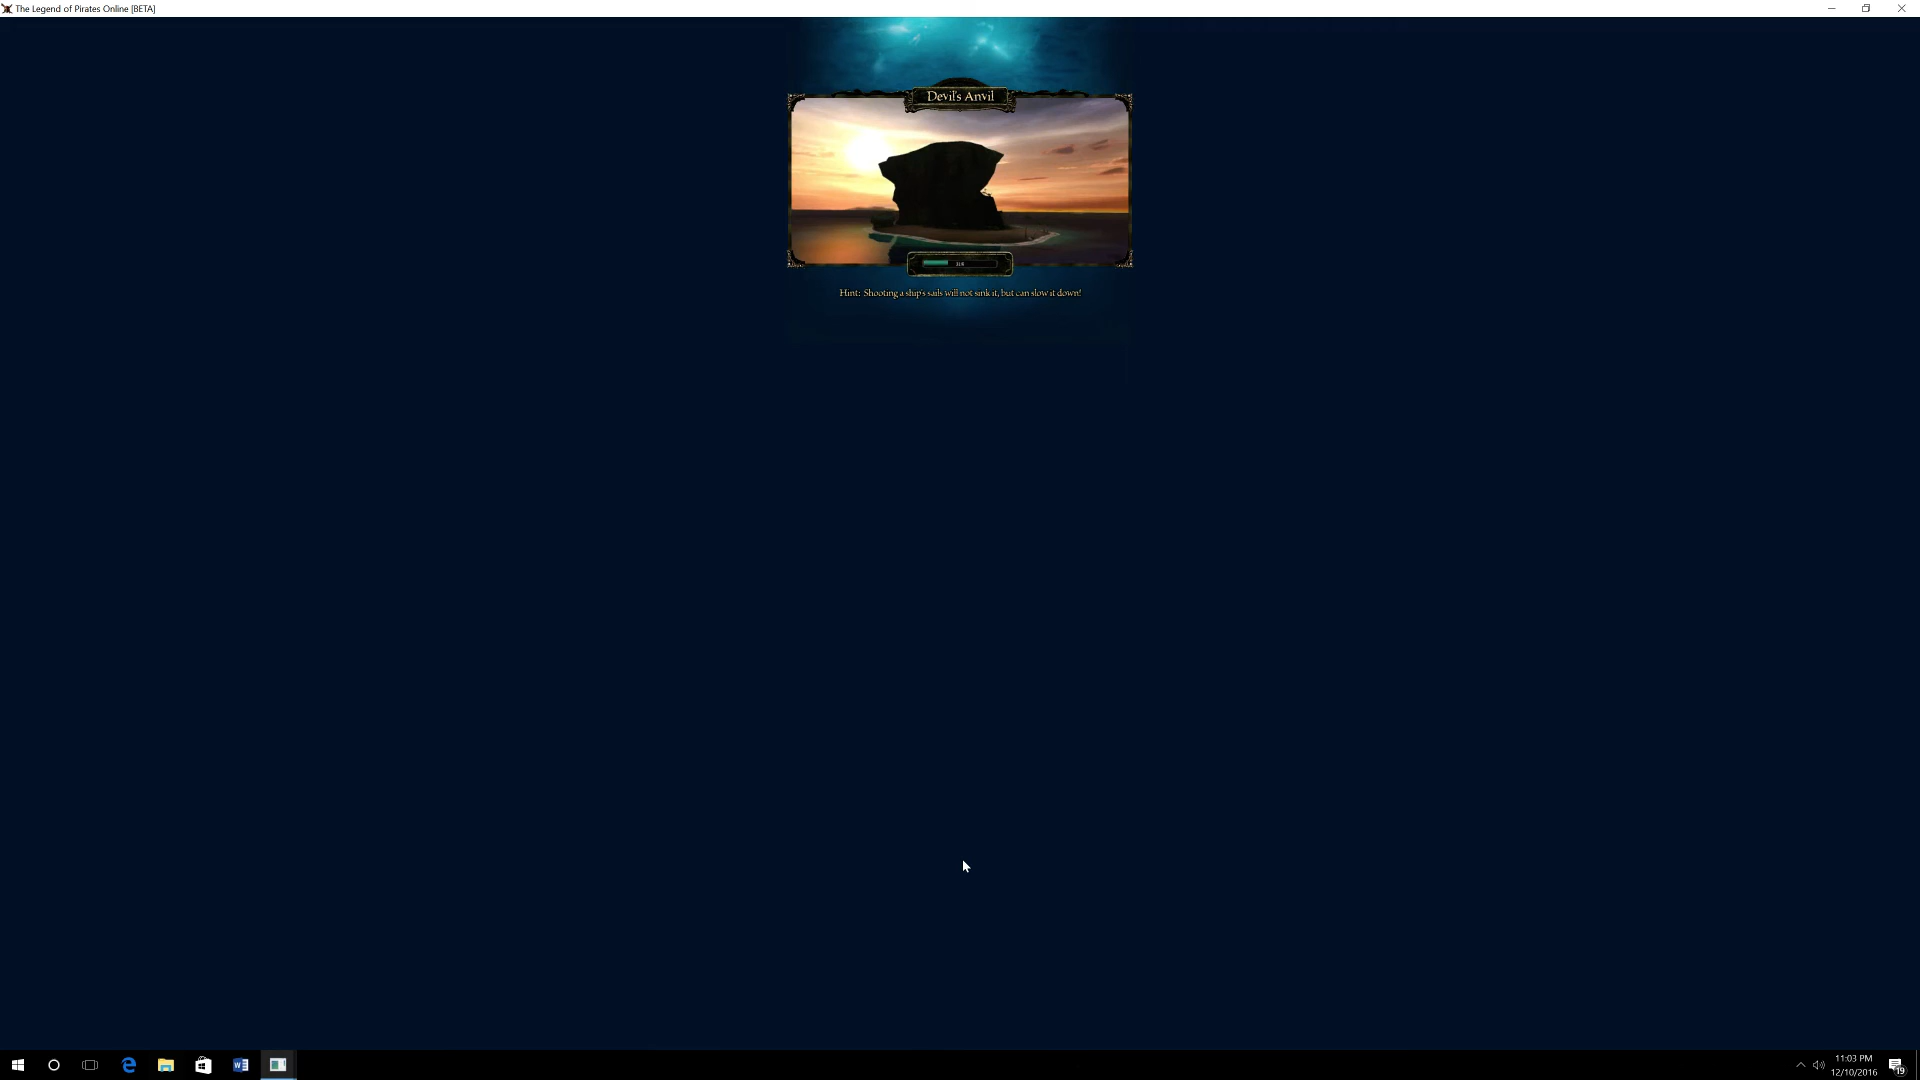 The Legend of Pirates Online [BETA]
Devil's Anvil
Hint: Shooting a ship's sails will not sink it, but can slow it down!
11:03 PM
12/10/2016
19